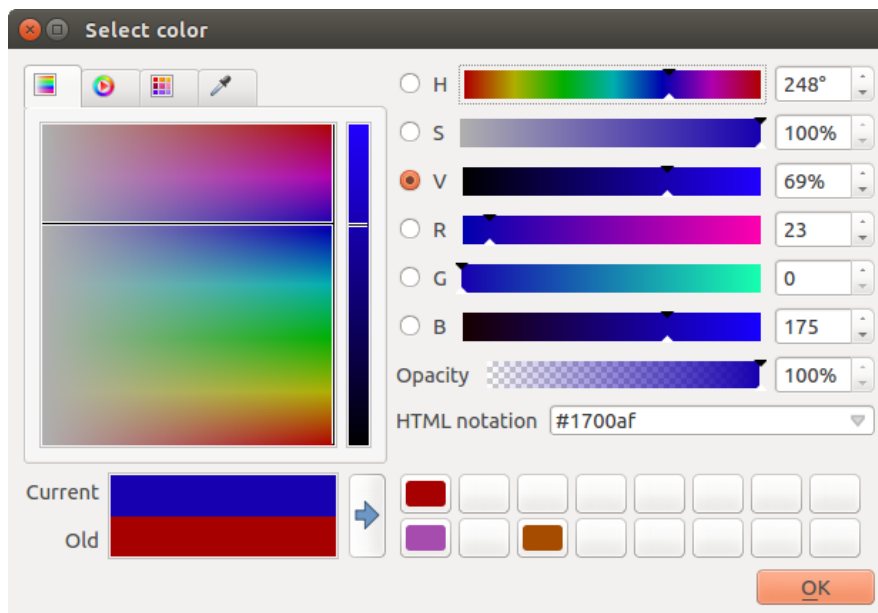 Select color
H 248°
S 100%
V 69%
R 23
G 0
B 175
Opacity 100%
HTML notation #1700af
Current
Old
OK